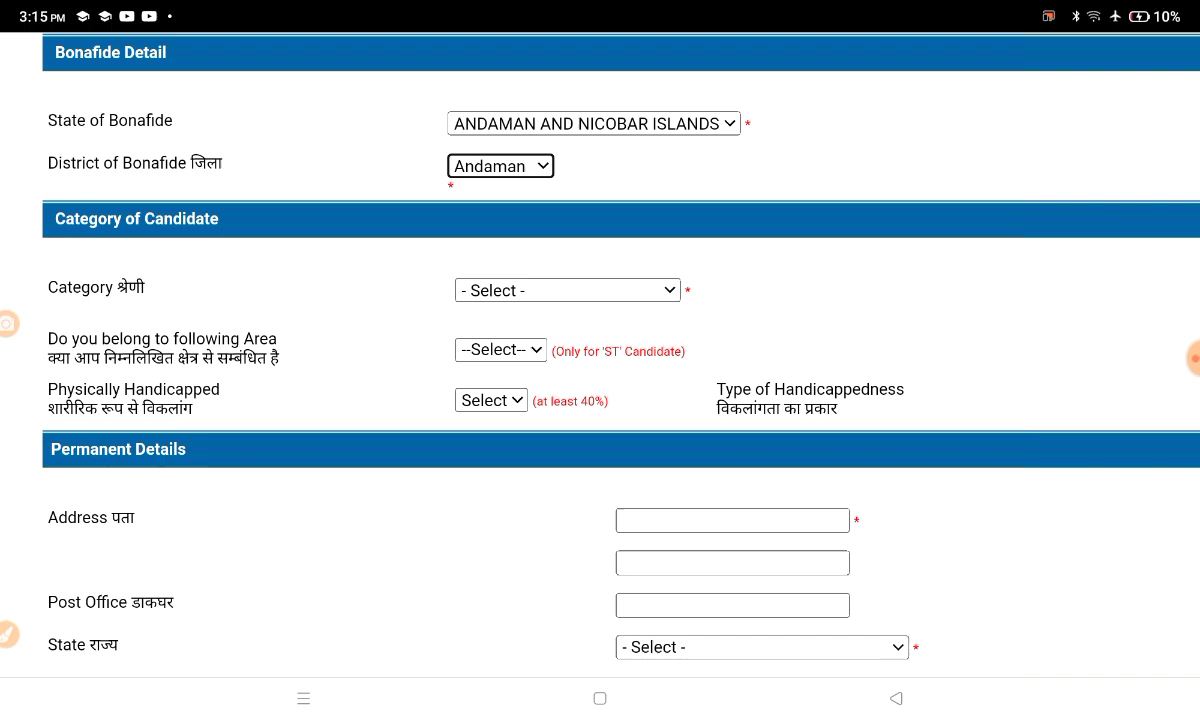 3:15 PM
10%
Bonafide Detail
State of Bonafide
ANDAMAN AND NICOBAR ISLANDS *
District of Bonafide जिला
Andaman
*
Category of Candidate
Category श्रेणी
- Select - *
Do you belong to following Area
क्या आप निम्नलिखित क्षेत्र से सम्बंधित है
--Select-- (Only for 'ST' Candidate)
Physically Handicapped
शारीरिक रूप से विकलांग
Select (at least 40%)
Type of Handicappedness
विकलांगता का प्रकार
Permanent Details
Address पता
*
Post Office डाकघर
State राज्य
- Select - *